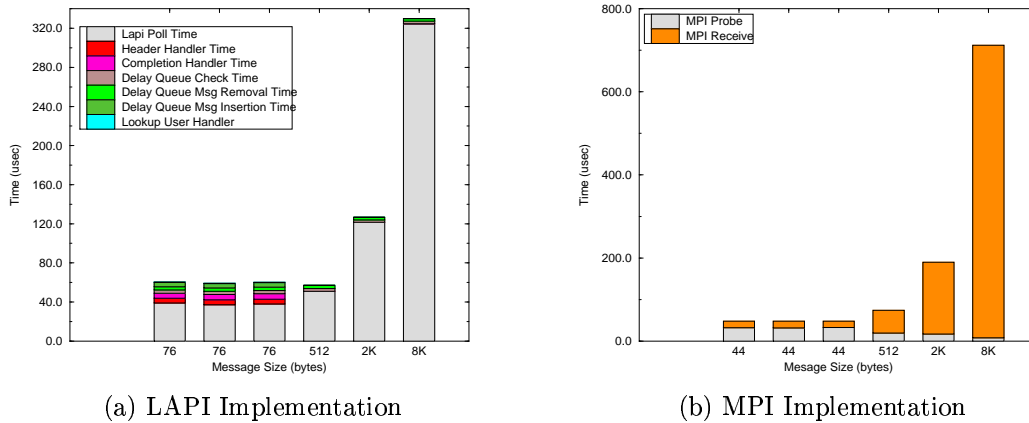 320.0
280.0
240.0
200.0
160.0
120.0
80.0
40.0
0.0
Time (usec)
Lapi Poll Time
Header Handler Time
Completion Handler Time
Delay Queue Check Time
Delay Queue Msg Removal Time
Delay Queue Msg Insertion Time
Lookup User Handler
76 76 76 512 2K 8K
Message Size (bytes)
(a) LAPI Implementation
800.0
600.0
400.0
200.0
0.0
Time (usec)
MPI Probe
MPI Receive
44 44 44 512 2K 8K
Message Size (bytes)
(b) MPI Implementation